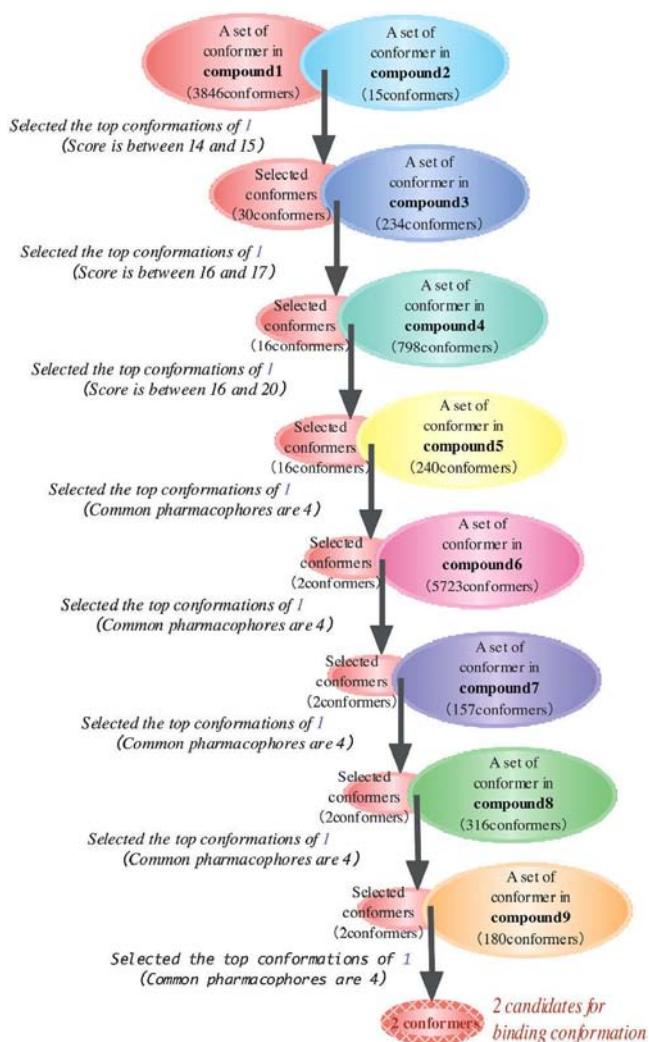 A set of
conformer in
compound1
(3846conformers)
A set of
conformer in
compound2
(15conformers)
Selected the top conformations of 1
(Score is between 14 and 15)
Selected
conformers
(30conformers)
A set of
conformer in
compound3
(234conformers)
Selected the top conformations of 1
(Score is between 16 and 17)
Selected
conformers
(16conformers)
A set of
conformer in
compound4
(798conformers)
Selected the top conformations of 1
(Score is between 16 and 20)
Selected
conformers
(16conformers)
A set of
conformer in
compound5
(240conformers)
Selected the top conformations of 1
(Common pharmacophores are 4)
Selected
conformers
(2conformers)
A set of
conformer in
compound6
(5723conformers)
Selected the top conformations of 1
(Common pharmacophores are 4)
Selected
conformers
(2conformers)
A set of
conformer in
compound7
(157conformers)
Selected the top conformations of 1
(Common pharmacophores are 4)
Selected
conformers
(2conformers)
A set of
conformer in
compound8
(316conformers)
Selected the top conformations of 1
(Common pharmacophores are 4)
Selected
conformers
(2conformers)
A set of
conformer in
compound9
(180conformers)
Selected the top conformations of 1
(Common pharmacophores are 4)
2 conformers
2 candidates for
binding conformation